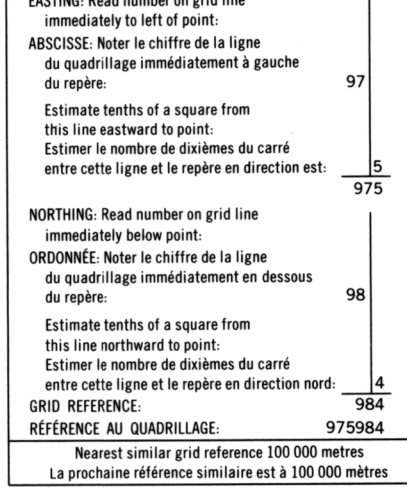 EASTING: Read number on grid line
immediately to left of point:
ABSCISSE: Noter le chiffre de la ligne
du quadrillage immédiatement à gauche
du repère: 97
Estimate tenths of a square from
this line eastward to point:
Estimer le nombre de dixièmes du carré
entre cette ligne et le repère en direction est: 5
975
NORTHING: Read number on grid line
immediately below point:
ORDONNÉE: Noter le chiffre de la ligne
du quadrillage immédiatement en dessous
du repère: 98
Estimate tenths of a square from
this line northward to point:
Estimer le nombre de dixièmes du carré
entre cette ligne et le repère en direction nord: 4
GRID REFERENCE: 984
RÉFÉRENCE AU QUADRILLAGE: 975984
Nearest similar grid reference 100 000 metres
La prochaine référence similaire est à 100 000 mètres